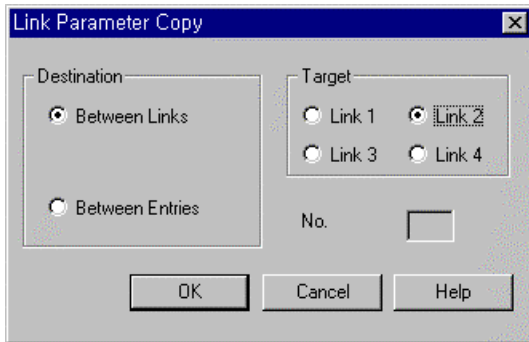 Link Parameter Copy
Destination
Between Links
Between Entries
Target
Link 1
Link 2
Link 3
Link 4
No.
OK
Cancel
Help